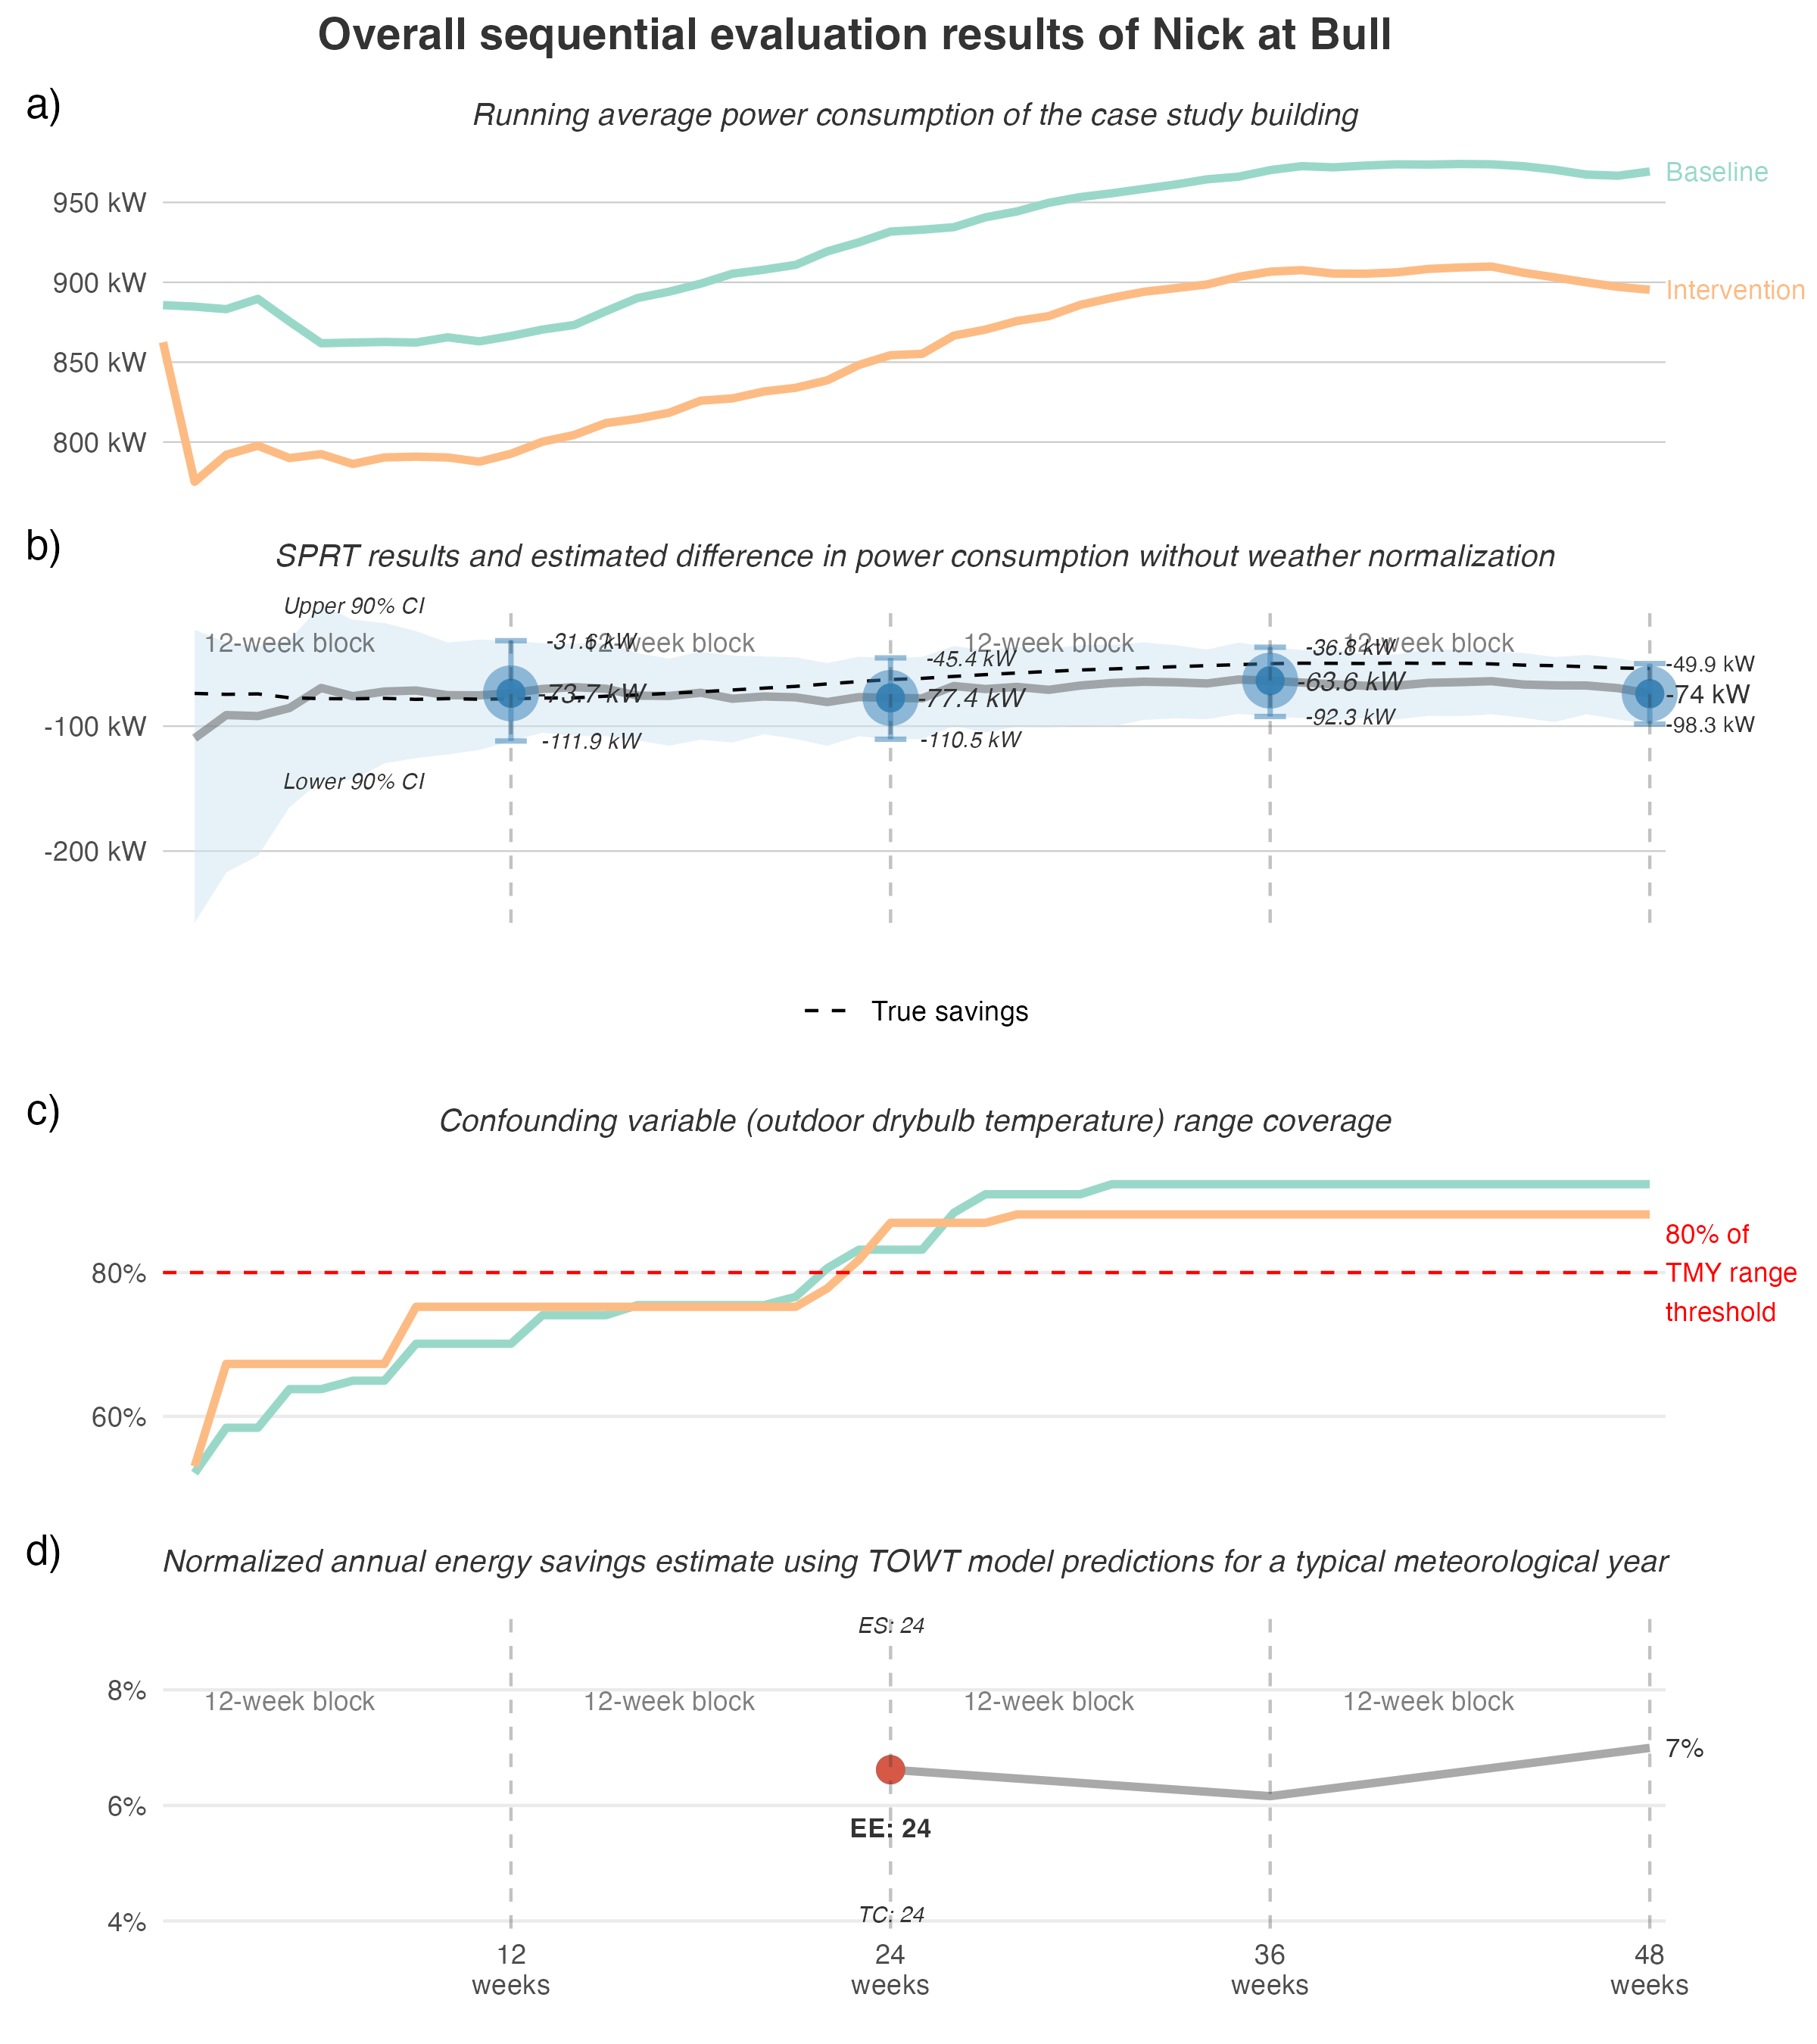 Overall sequential evaluation results of Nick at Bull
a)
Running average power consumption of the case study building
950 kW
900 kW
850 kW
800 kW
Baseline
Intervention
b)
SPRT results and estimated difference in power consumption without weather normalization
Upper 90% CI
12-week block
12-week block
12-week block
12-week block
-31.6 kW
-45.4 kW
-36.8 kW
-49.9 kW
-73.7 kW
-77.4 kW
-63.6 kW
-74 kW
-111.9 kW
-110.5 kW
-92.3 kW
-98.3 kW
Lower 90% CI
-100 kW
-200 kW
True savings
c)
Confounding variable (outdoor drybulb temperature) range coverage
80%
60%
80% of
TMY range
threshold
d)
Normalized annual energy savings estimate using TOWT model predictions for a typical meteorological year
ES: 24
8%
12-week block
12-week block
12-week block
12-week block
7%
6%
EE: 24
TC: 24
4%
12
weeks
24
weeks
36
weeks
48
weeks